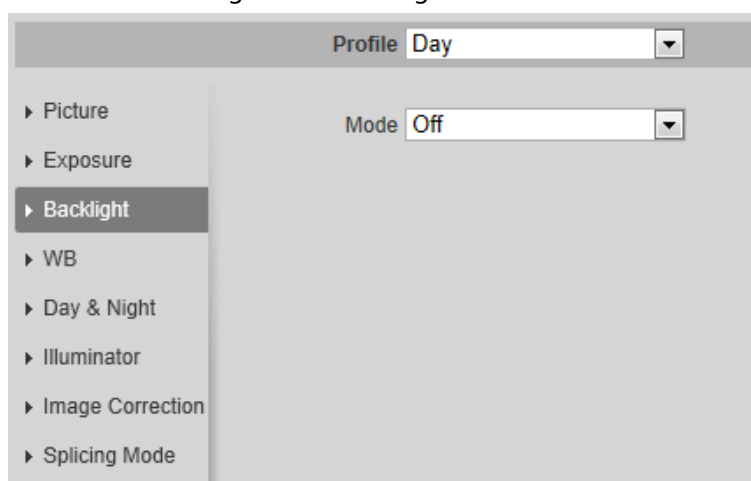 Profile Day
Picture
Mode Off
Exposure
Backlight
WB
Day & Night
Illuminator
Image Correction
Splicing Mode